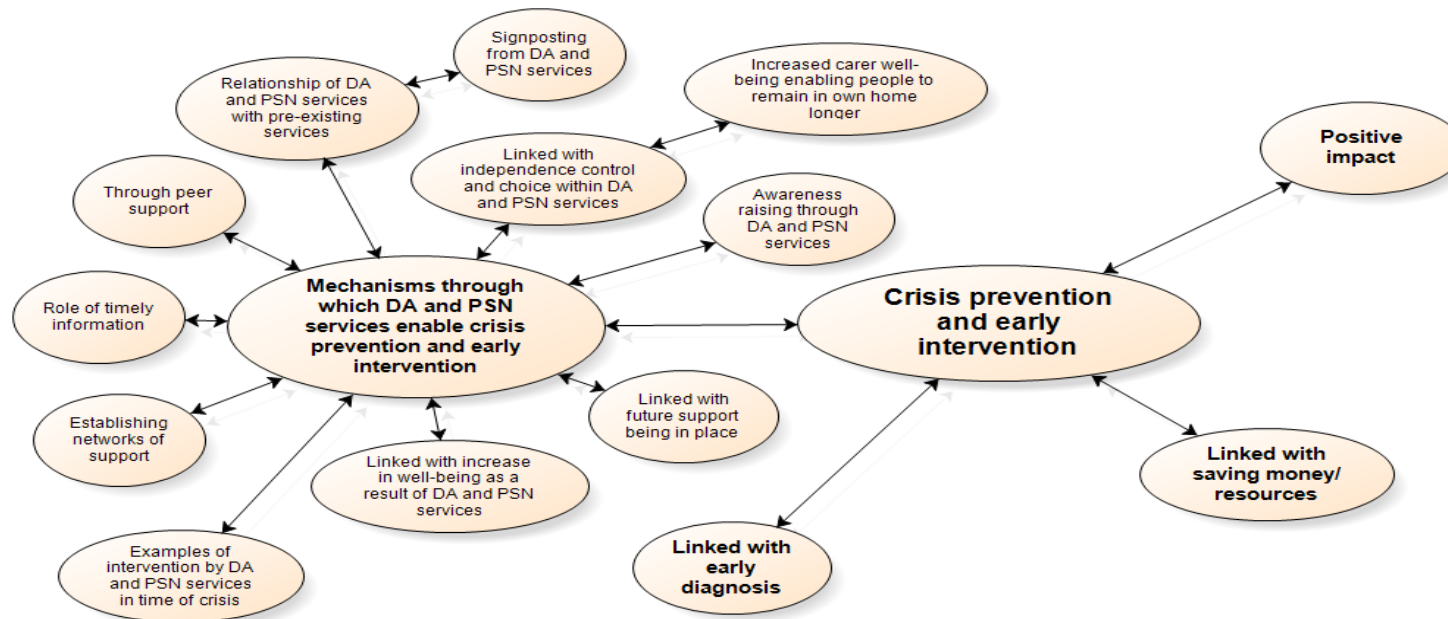 Signposting
from DA and
PSN services
Relationship of DA
and PSN services
with pre-existing
services
Increased carer well-
being enabling people to
remain in own home
longer
Positive
impact
Linked with
independence control
and choice within DA
and PSN services
Through peer
support
Awareness
raising through
DA and PSN
services
Mechanisms through
which DA and PSN
services enable crisis
prevention and early
intervention
Crisis prevention
and early
intervention
Role of timely
information
Establishing
networks of
support
Linked with
future support
being in place
Linked with increase
in well-being as a
result of DA and PSN
services
Linked with
saving money/
resources
Examples of
intervention by DA
and PSN services
in time of crisis
Linked with
early
diagnosis